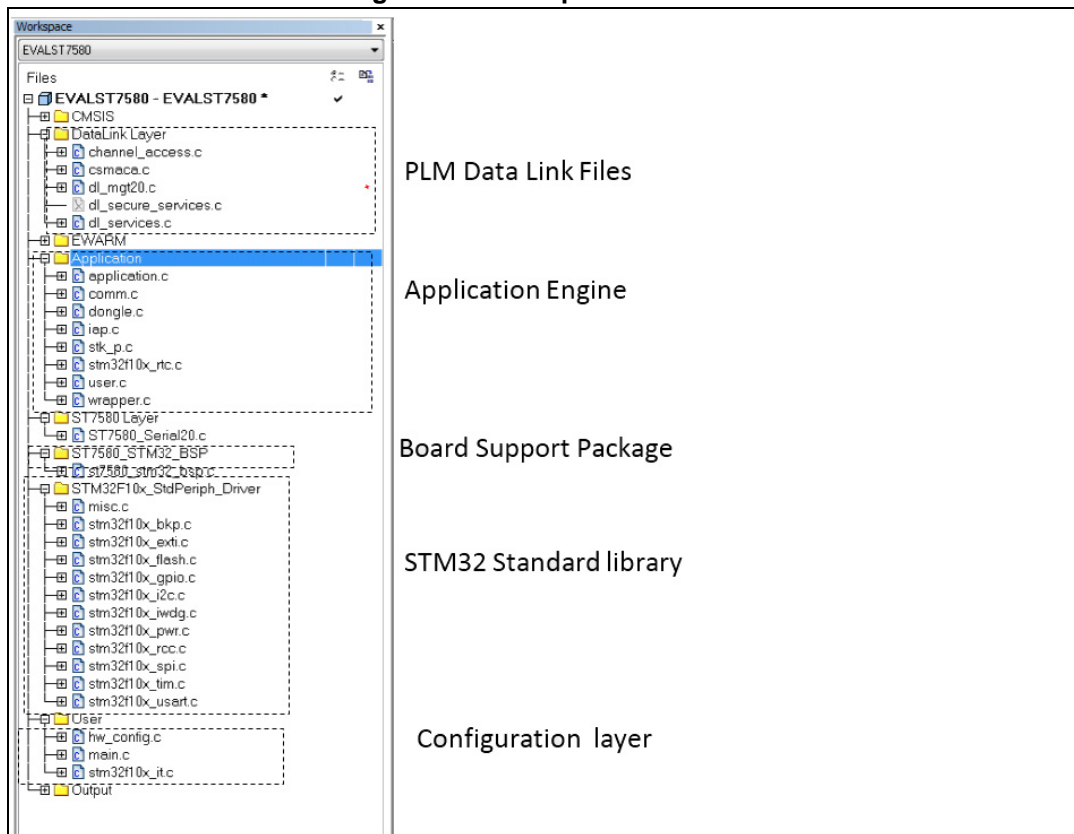 Workspace
EVALST7580
Files
EVALST7580 - EVALST7580 *
CMSIS
DataLink Layer
channel_access.c
csmaca.c
dl_mgt20.c
dl_secure_services.c
dl_services.c
PLM Data Link Files
EWARM
Application
application.c
comm.c
dongle.c
iap.c
stk_p.c
stm32f10x_rtc.c
user.c
wrapper.c
Application Engine
ST7580 Layer
ST7580_Serial20.c
ST7580_STM32_BSP
st7580_stm32_bsp.c
Board Support Package
STM32F10x_StdPeriph_Driver
misc.c
stm32f10x_bkp.c
stm32f10x_exti.c
stm32f10x_flash.c
stm32f10x_gpio.c
stm32f10x_i2c.c
stm32f10x_iwdg.c
stm32f10x_pwr.c
stm32f10x_rcc.c
stm32f10x_spi.c
stm32f10x_tim.c
stm32f10x_usart.c
STM32 Standard library
User
hw_config.c
main.c
stm32f10x_it.c
Configuration layer
Output